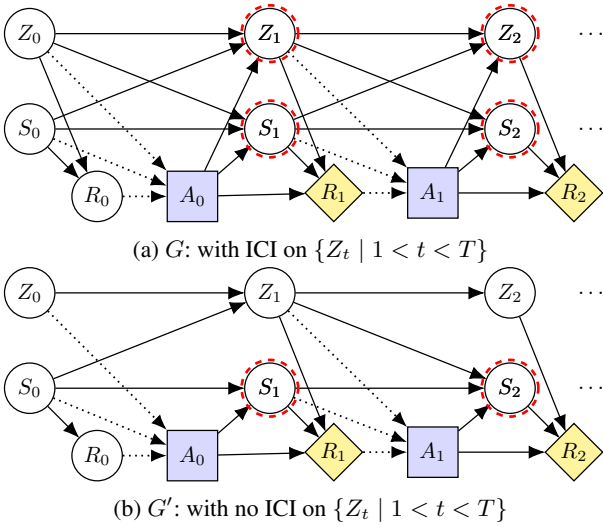 Z₀ Z₁ Z₂ ...
S₀ S₁ S₂ ...
R₀ A₀ R₁ A₁ R₂
(a) G: with ICI on {Zₜ | 1 < t < T}
Z₀ Z₁ Z₂ ...
S₀ S₁ S₂ ...
R₀ A₀ R₁ A₁ R₂
(b) G′: with no ICI on {Zₜ | 1 < t < T}